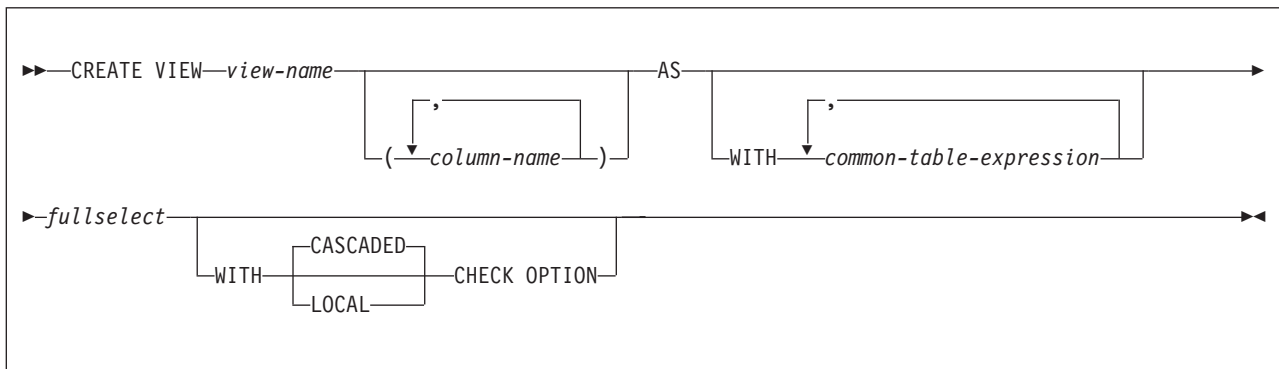 CREATE VIEW view-name AS
, ,
( column-name ) WITH common-table-expression
fullselect
CASCADED
WITH CHECK OPTION
LOCAL